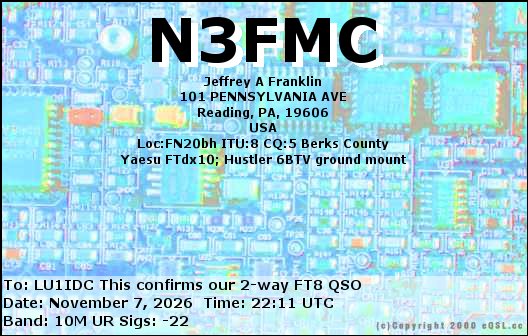 N3FMC
Jeffrey A Franklin
101 PENNSYLVANIA AVE
Reading, PA, 19606
USA
Loc:FN20bh ITU:8 CQ:5 Berks County
Yaesu FTdx10; Hustler 6BTV ground mount
To: LU1IDC This confirms our 2-way FT8 QSO
Date: November 7, 2026 Time: 22:11 UTC
Band: 10M UR Sigs: -22
(c)Copyright 2000 eQSL.cc